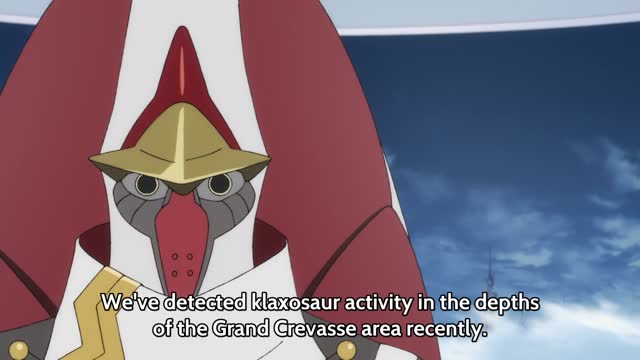 We've detected klaxosaur activity in the depths
of the Grand Crevasse area recently.